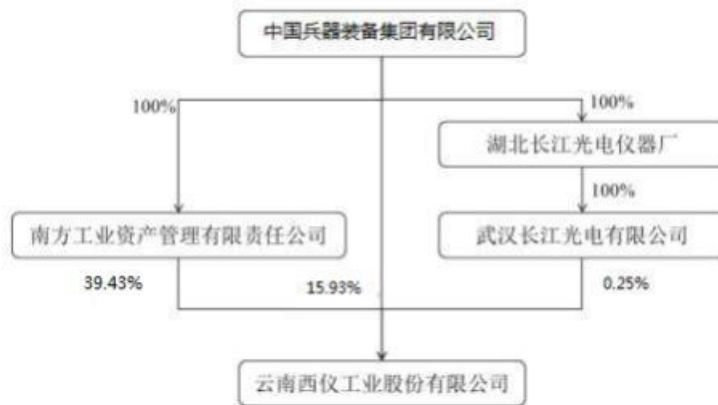 中国兵器装备集团有限公司
100%
100%
湖北长江光电仪器厂
100%
南方工业资产管理有限责任公司
武汉长江光电有限公司
39.43%
15.93%
0.25%
云南西仪工业股份有限公司